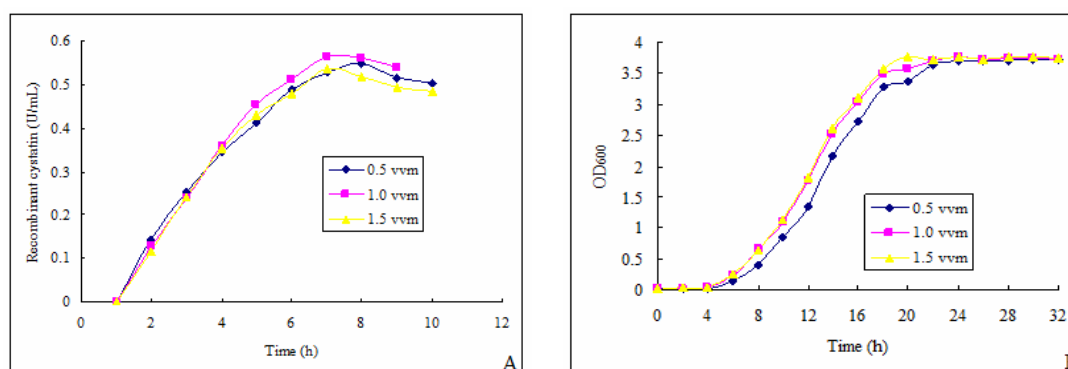 Recombinant cystatin (U/mL)
0.6
0.5
0.4
0.3
0.2
0.1
0
0 2 4 6 8 10 12
Time (h)
0.5 vvm
1.0 vvm
1.5 vvm
A
OD600
4
3.5
3
2.5
2
1.5
1
0.5
0
0 4 8 12 16 20 24 28 32
Time (h)
0.5 vvm
1.0 vvm
1.5 vvm